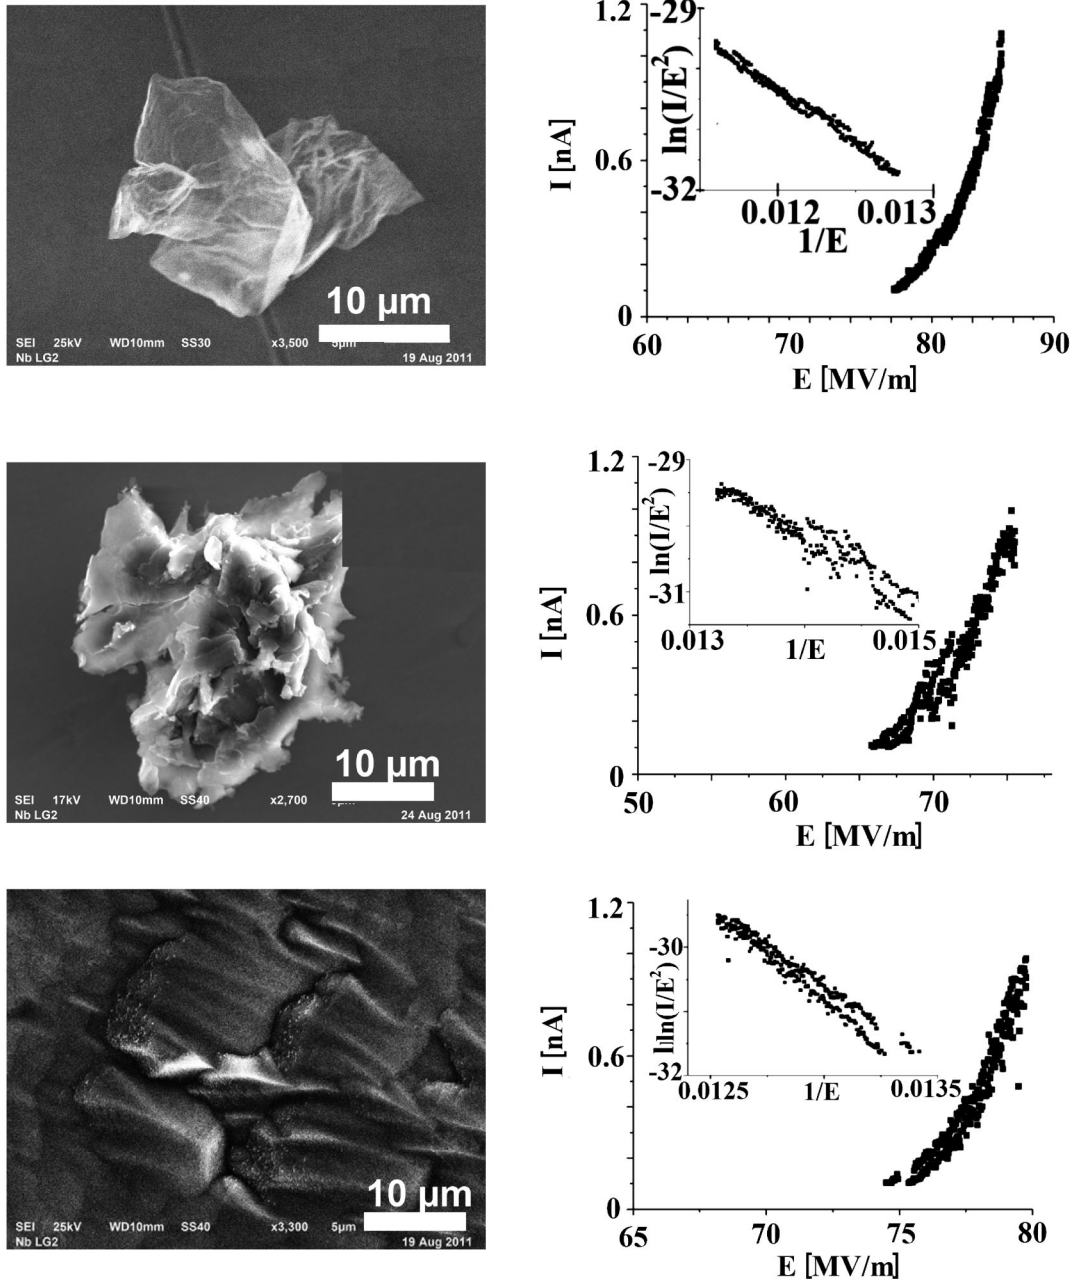 10 µm
SEI 25kV WD10mm SS30 x3,500 5µm
Nb LG2 19 Aug 2011
1.2
0.6
0
I [nA]
60 70 80 90
E [MV/m]
-29
-32
ln(I/E²)
0.012 0.013
1/E
10 µm
SEI 17kV WD10mm SS40 x2,700
Nb LG2 24 Aug 2011
1.2
0.6
0
I [nA]
50 60 70
E [MV/m]
-29
-31
ln(I/E²)
0.013 0.015
1/E
10 µm
SEI 25kV WD10mm SS40 x3,300 5µm
Nb LG2 19 Aug 2011
1.2
0.6
0
I [nA]
65 70 75 80
E [MV/m]
-30
-32
ln(I/E²)
0.0125 0.0135
1/E